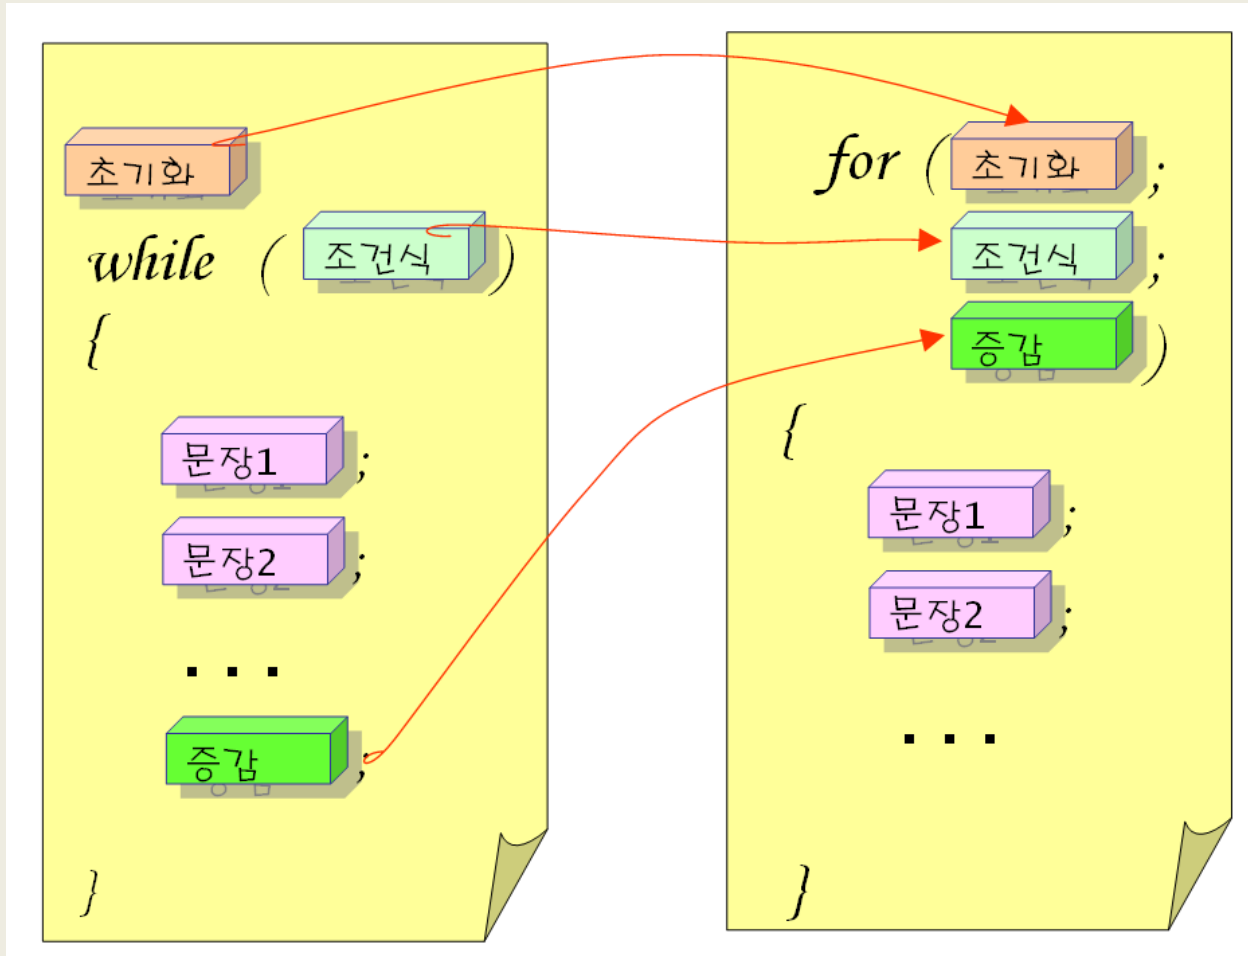 초기화
while ( 조건식 )
{
문장1 ;
문장2 ;
. . .
증감 ;
}
for ( 초기화 ;
조건식 ;
증감 )
{
문장1 ;
문장2 ;
. . .
}